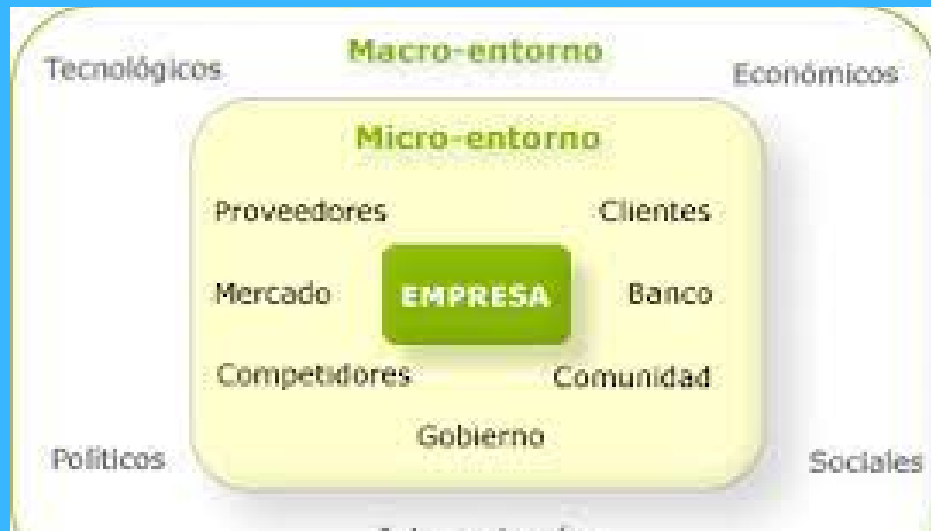 Macro-entorno
Tecnológicos
Económicos
Micro-entorno
Proveedores
Clientes
Mercado
EMPRESA
Banco
Competidores
Comunidad
Gobierno
Políticos
Sociales